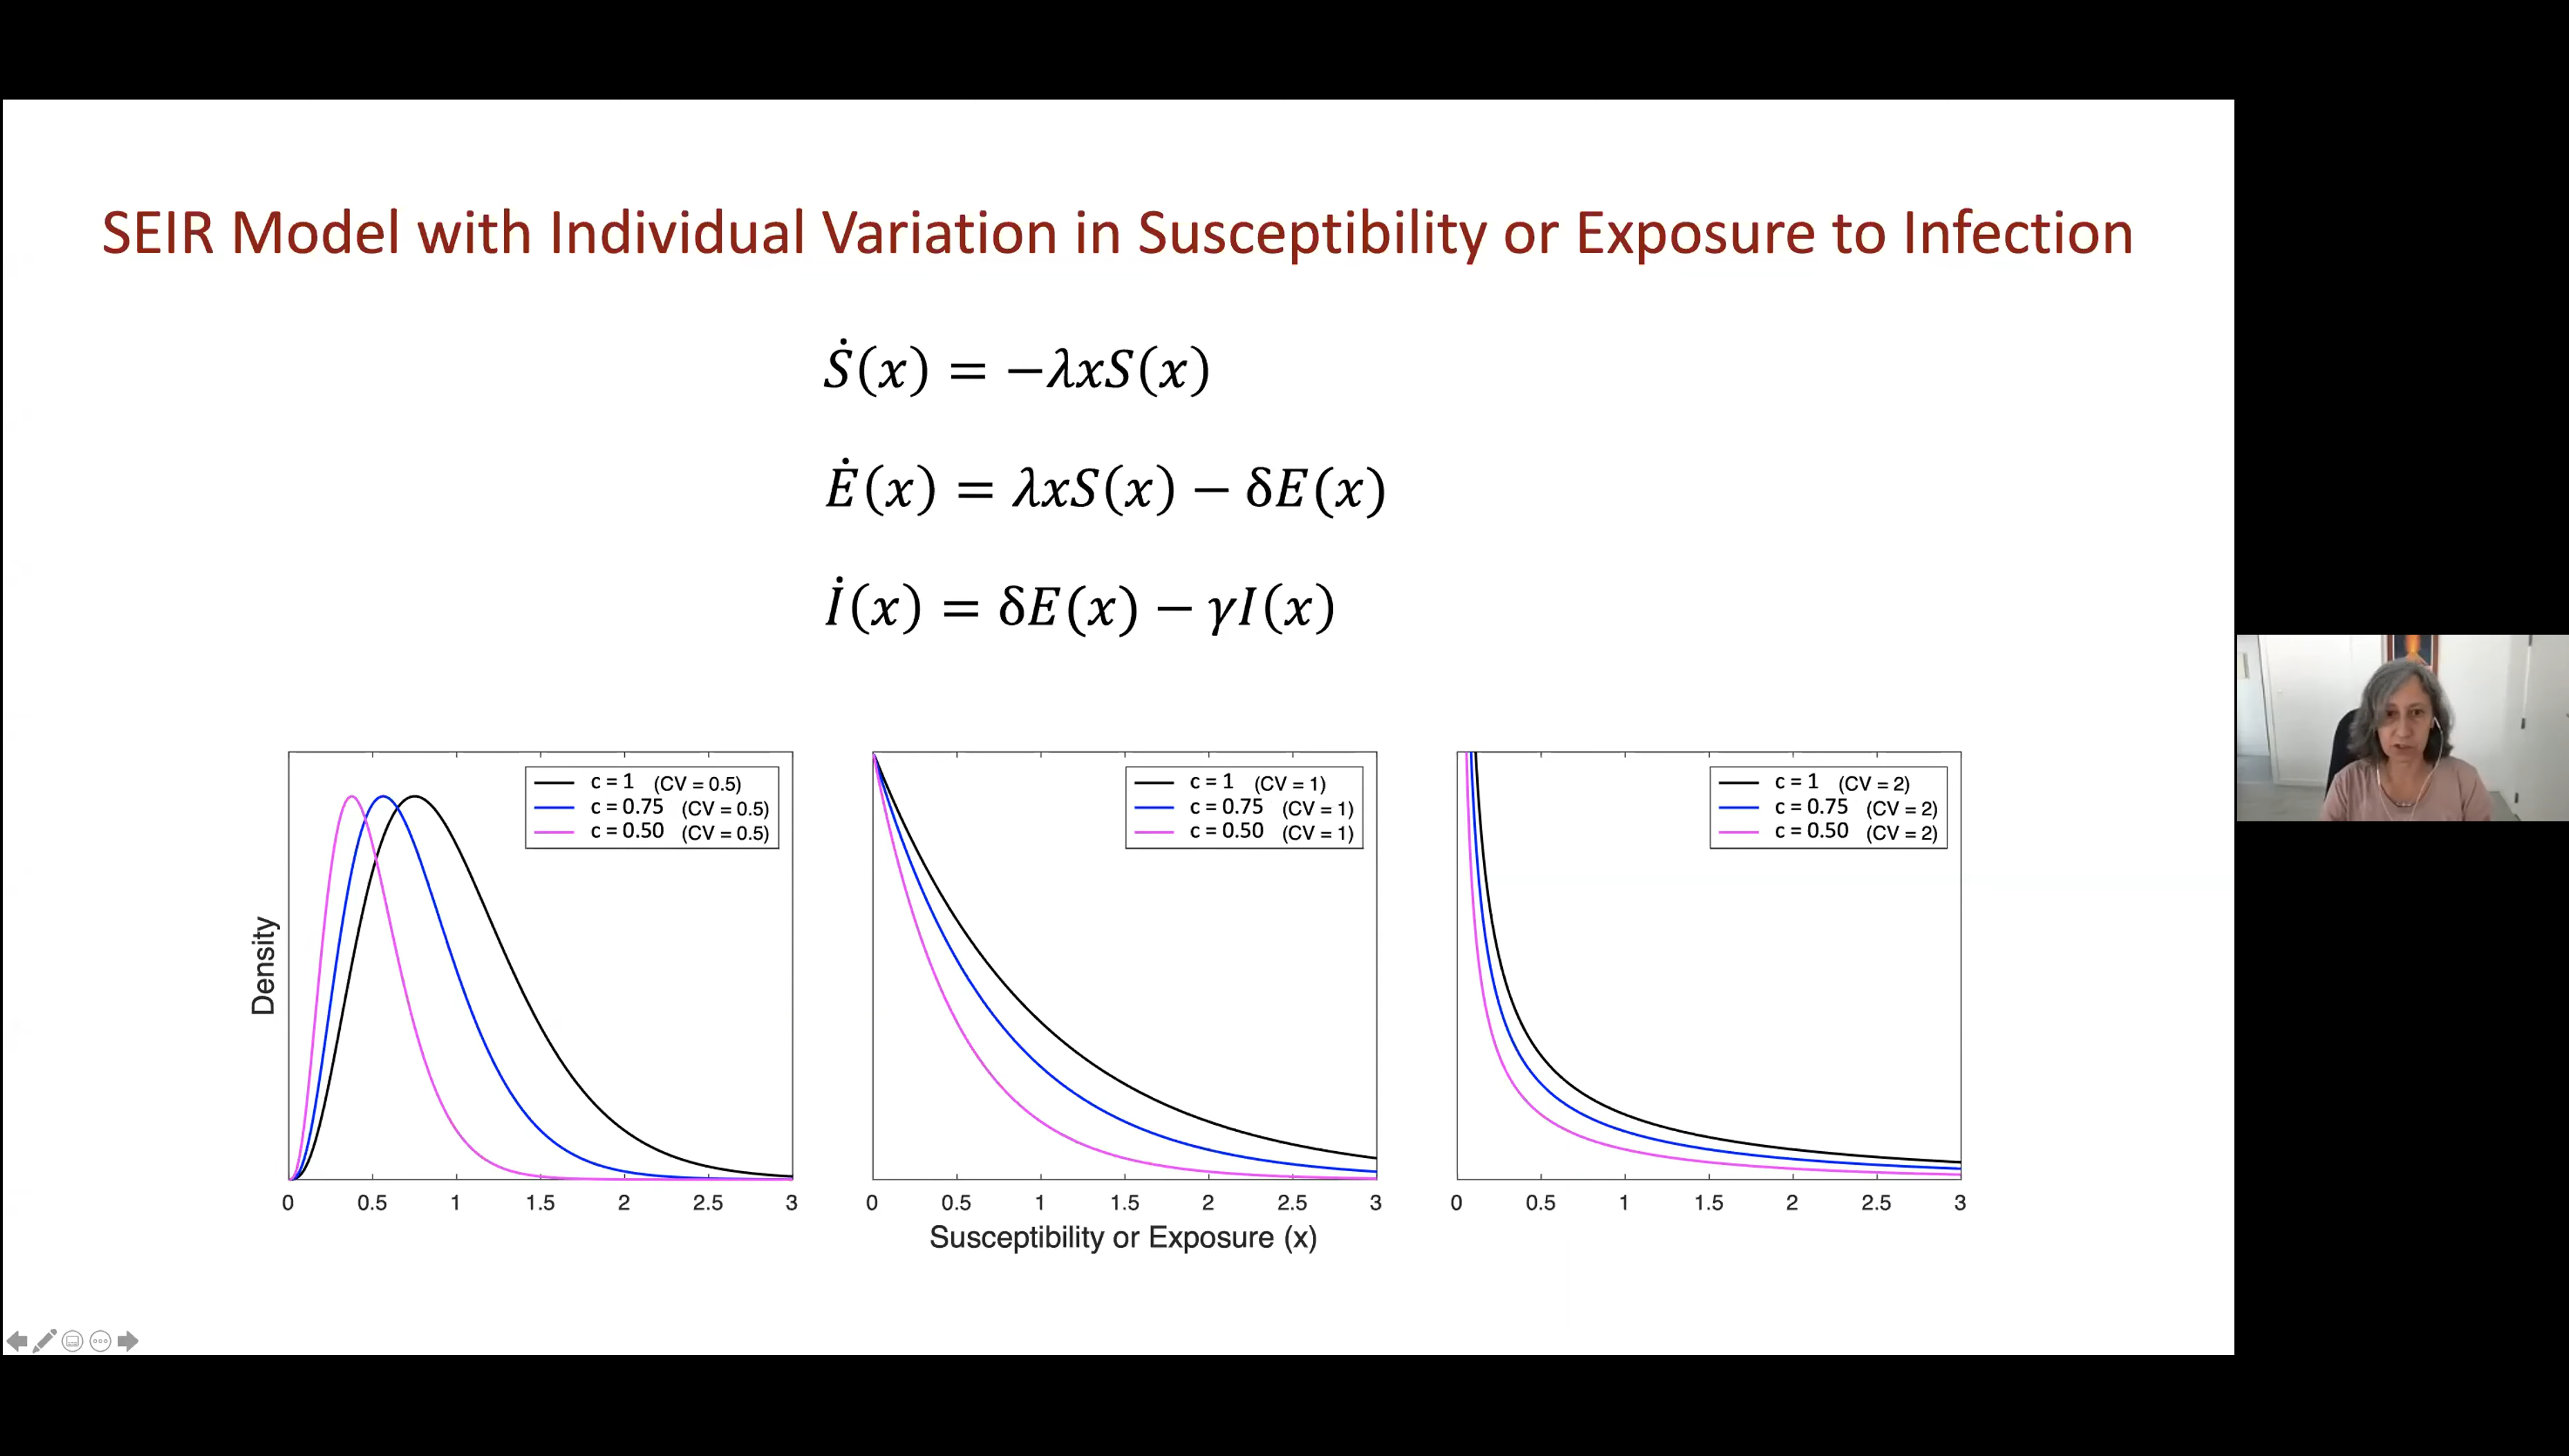 SEIR Model with Individual Variation in Susceptibility or Exposure to Infection
Ṡ(x) = −λxS(x)
Ė(x) = λxS(x) − δE(x)
İ(x) = δE(x) − γI(x)
Density
c = 1 (CV = 0.5)
c = 0.75 (CV = 0.5)
c = 0.50 (CV = 0.5)
0 0.5 1 1.5 2 2.5 3
c = 1 (CV = 1)
c = 0.75 (CV = 1)
c = 0.50 (CV = 1)
0 0.5 1 1.5 2 2.5 3
c = 1 (CV = 2)
c = 0.75 (CV = 2)
c = 0.50 (CV = 2)
0 0.5 1 1.5 2 2.5 3
Susceptibility or Exposure (x)